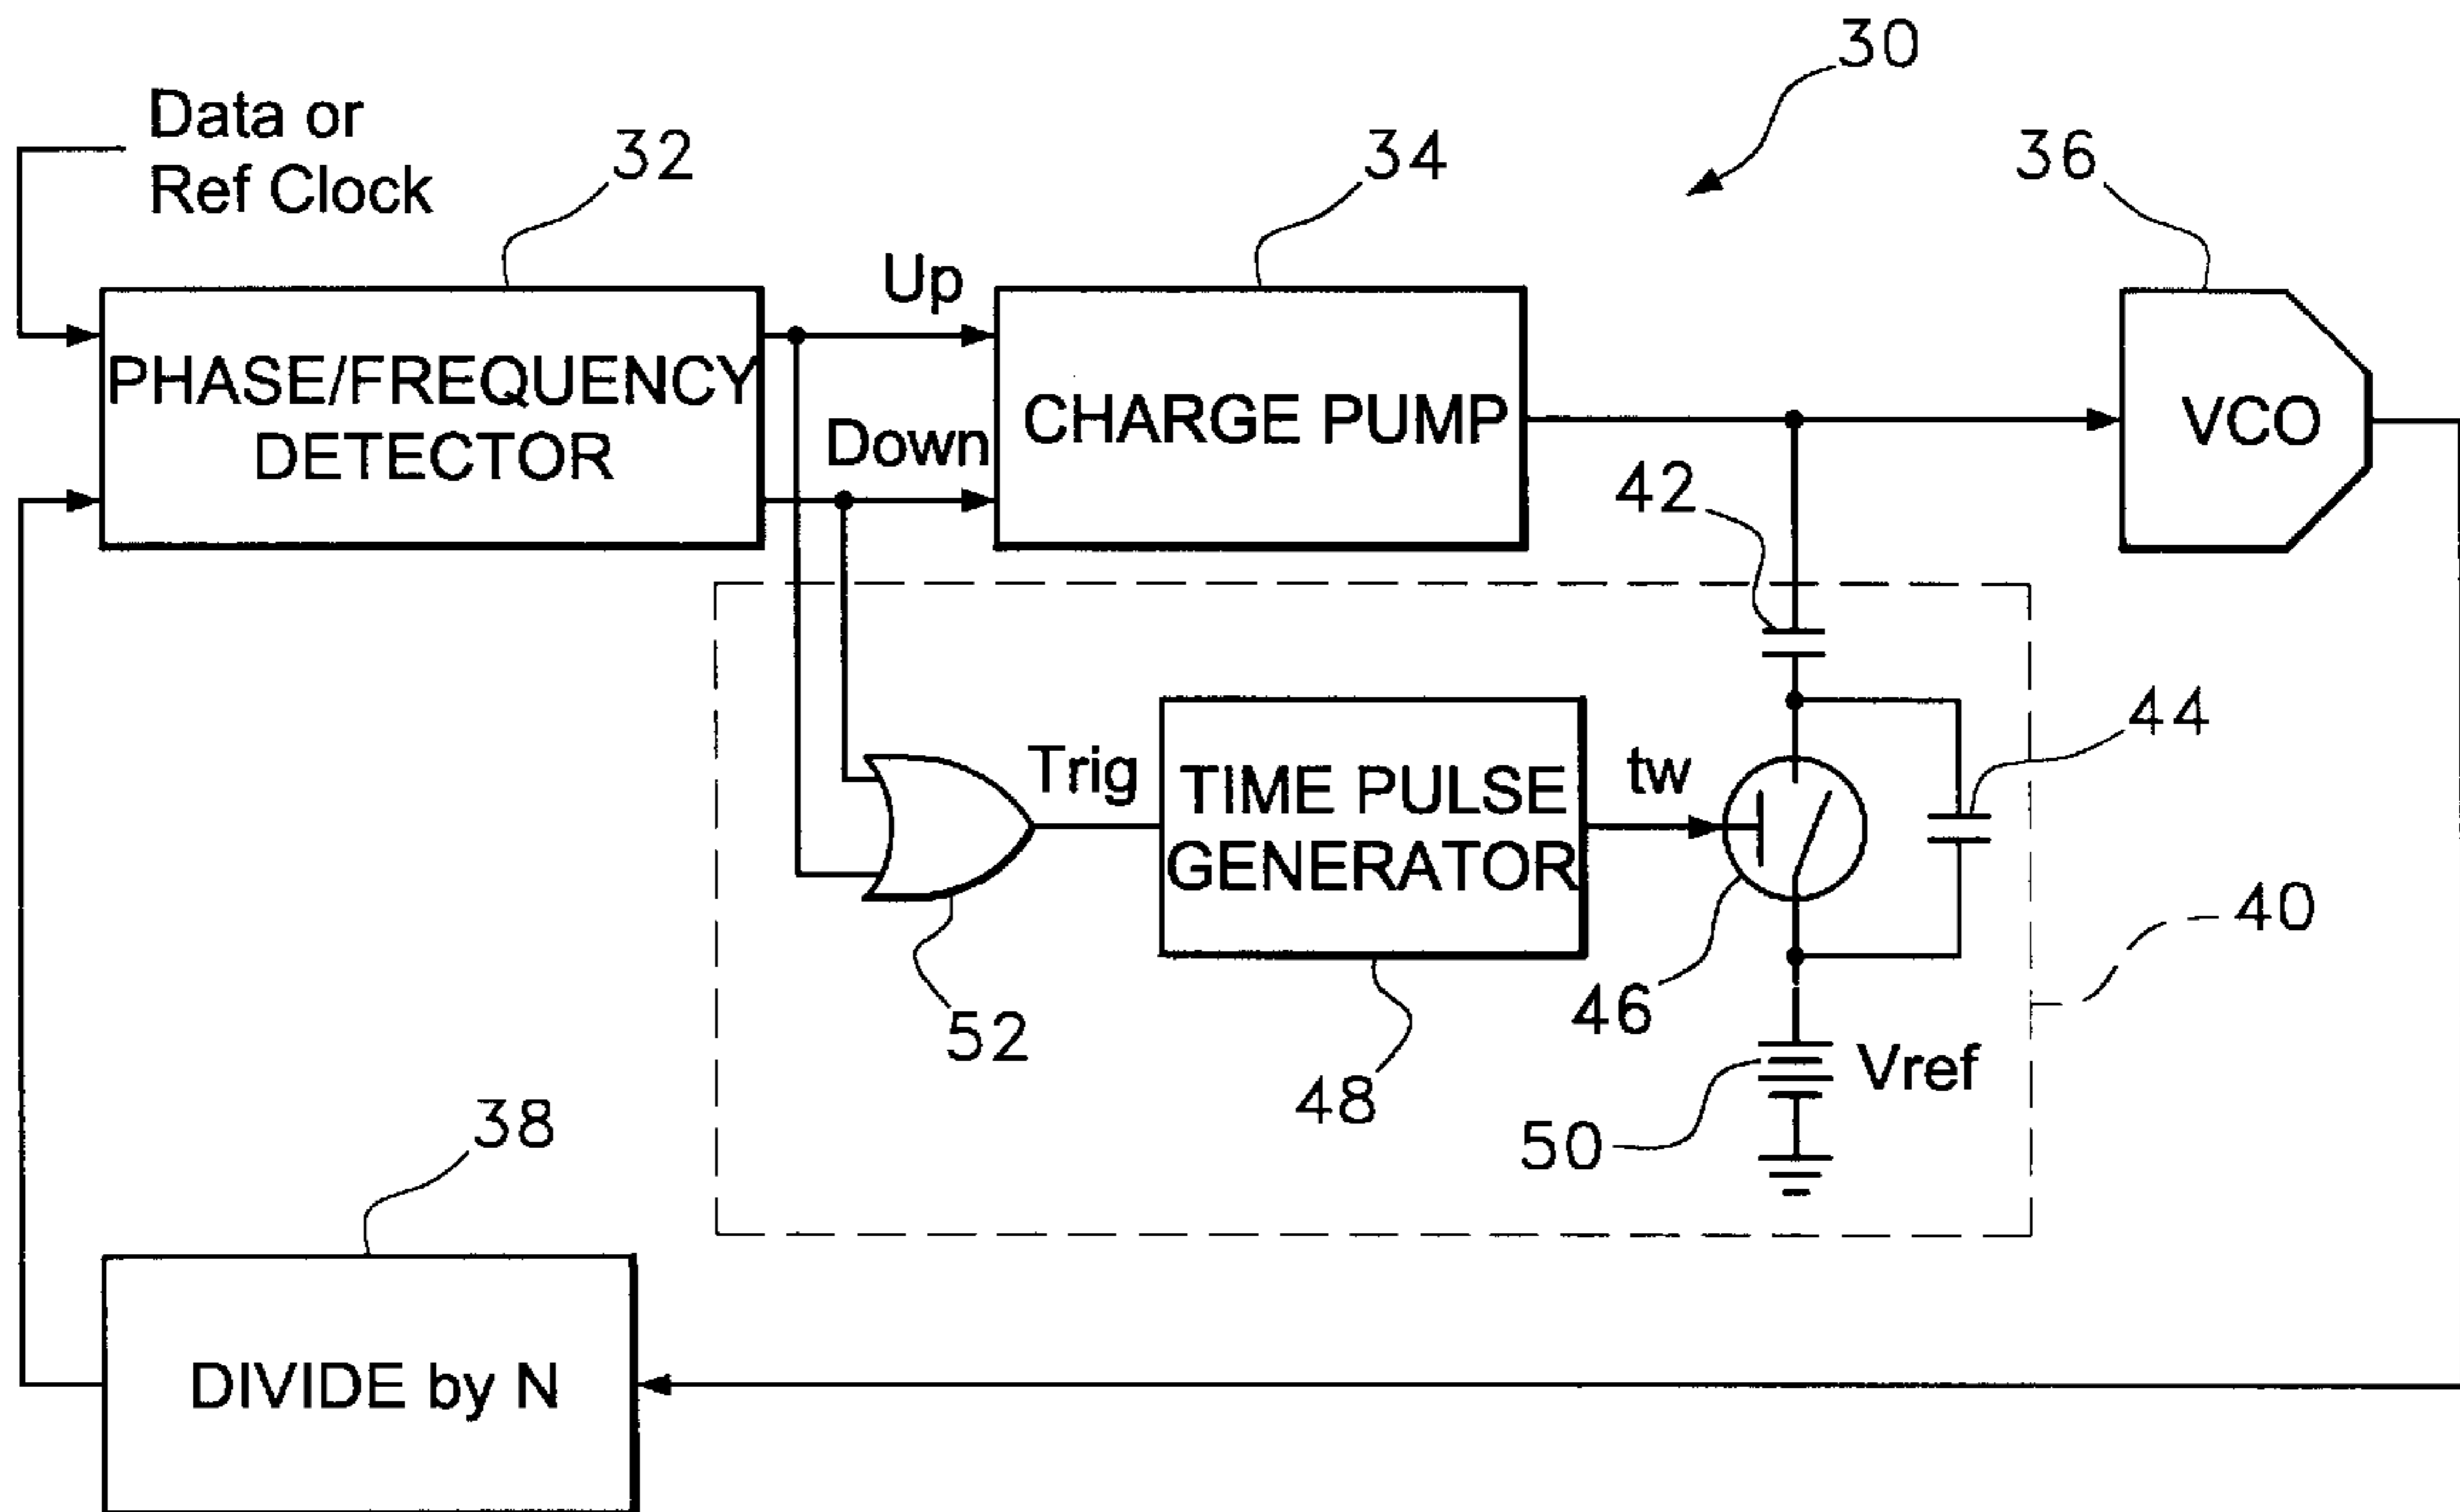 30
Data or
Ref Clock
32
34
36
Up
PHASE/FREQUENCY
DETECTOR
Down
CHARGE PUMP
VCO
42
44
Trig
TIME PULSE
GENERATOR
tw
40
46
52
48
Vref
50
38
DIVIDE by N